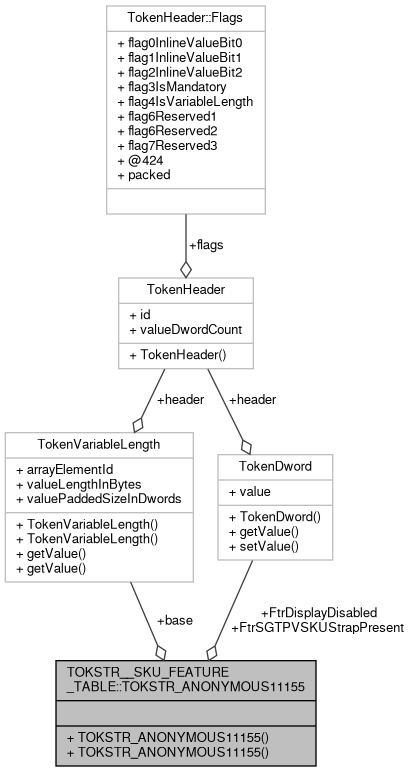 TokenHeader::Flags
+ flag0InlineValueBit0
+ flag1InlineValueBit1
+ flag2InlineValueBit2
+ flag3IsMandatory
+ flag4IsVariableLength
+ flag6Reserved1
+ flag6Reserved2
+ flag7Reserved3
+ @424
+ packed
+flags
TokenHeader
+ id
+ valueDwordCount
+ TokenHeader()
+header
+header
TokenVariableLength
+ arrayElementId
+ valueLengthInBytes
+ valuePaddedSizeInDwords
+ TokenVariableLength()
+ TokenVariableLength()
+ getValue()
+ getValue()
TokenDword
+ value
+ TokenDword()
+ getValue()
+ setValue()
+base
+FtrDisplayDisabled
+FtrSGTPVSKUStrapPresent
TOKSTR__SKU_FEATURE
_TABLE::TOKSTR_ANONYMOUS11155
+ TOKSTR_ANONYMOUS11155()
+ TOKSTR_ANONYMOUS11155()